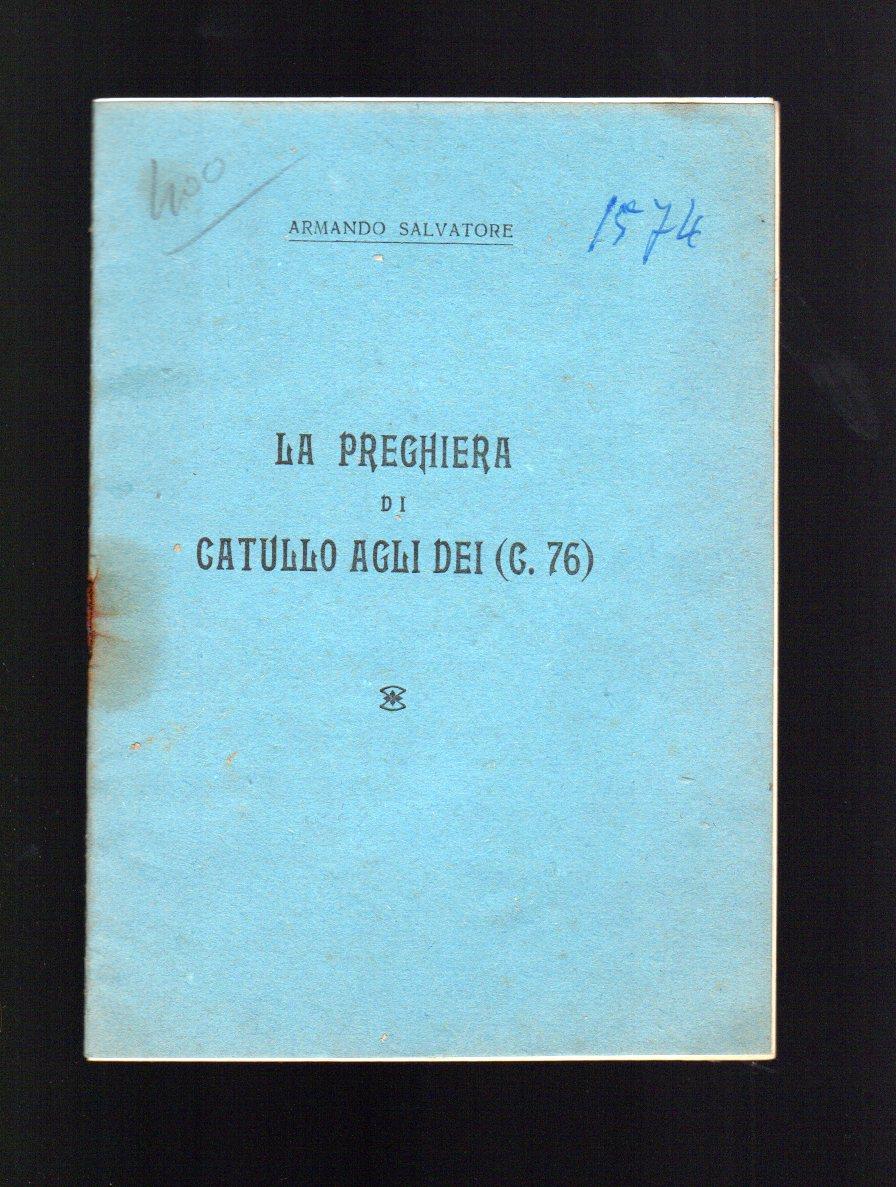 400
ARMANDO SALVATORE
1574
LA PREGHIERA
DI
CATULLO AGLI DEI (C. 76)